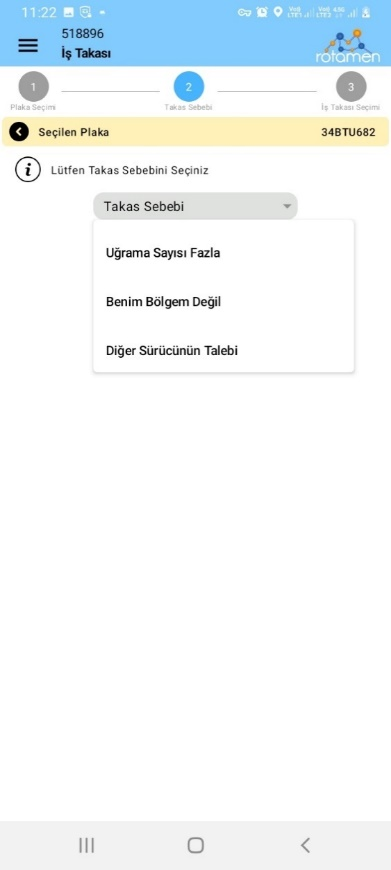 11:22
518896
İş Takası
rotamen
1
2
3
Plaka Seçimi
Takas Sebebi
İş Takası Seçimi
Seçilen Plaka
34BTU682
i Lütfen Takas Sebebini Seçiniz
Takas Sebebi
Uğrama Sayısı Fazla
Benim Bölgem Değil
Diğer Sürücünün Talebi